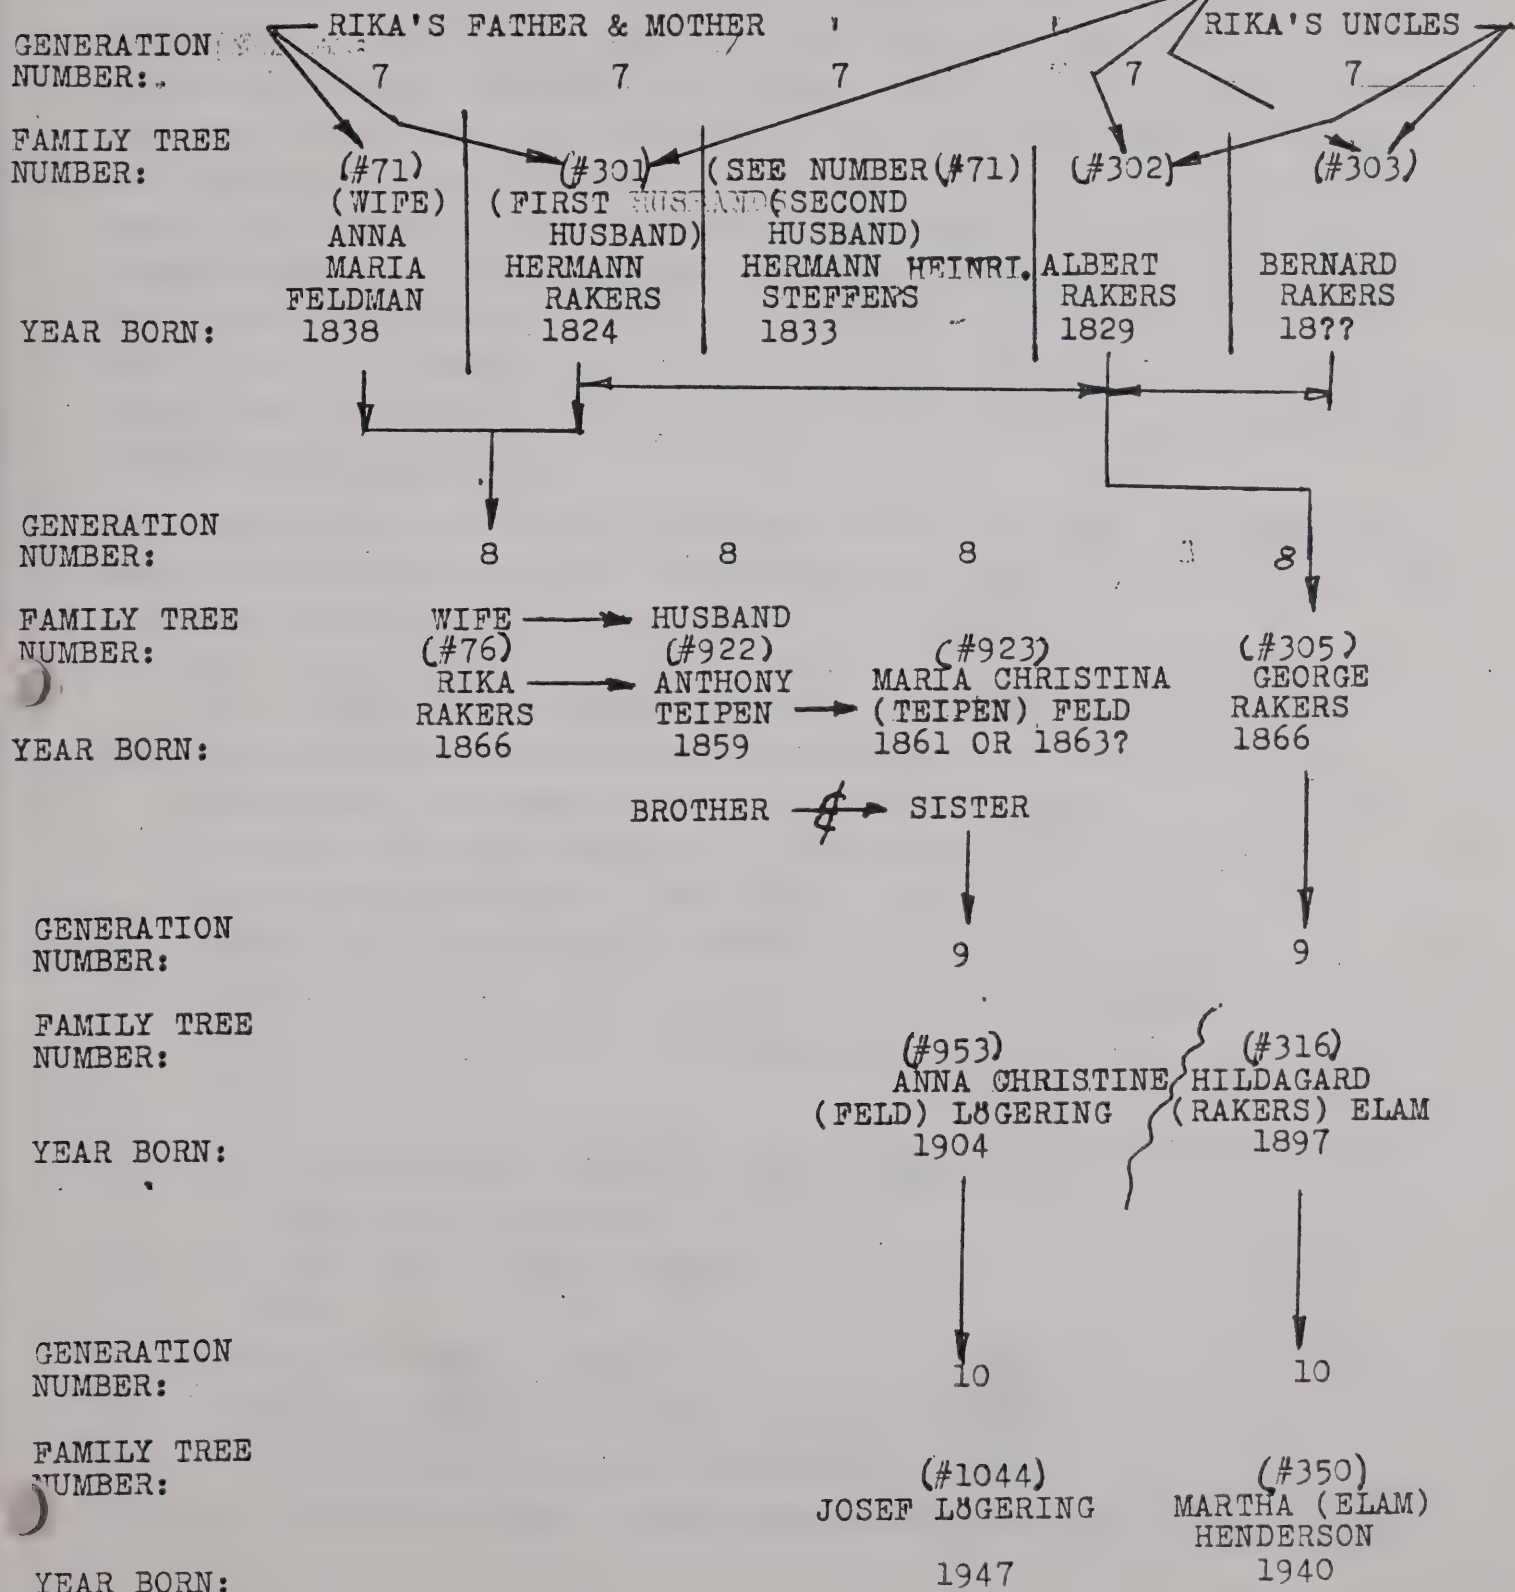 RIKA'S FATHER & MOTHER RIKA'S UNCLES
GENERATION
NUMBER: 7 7 7 7 7
FAMILY TREE
NUMBER: (#71) (#301) (SEE NUMBER (#71) (#302) (#303)
(WIFE) (FIRST HUSBAND (SECOND
ANNA HUSBAND) HUSBAND)
MARIA HERMANN HERMANN HEINRI. ALBERT BERNARD
FELDMAN RAKERS STEFFENS RAKERS RAKERS
YEAR BORN: 1838 1824 1833 1829 18??
GENERATION
NUMBER: 8 8 8 8
FAMILY TREE WIFE HUSBAND
NUMBER: (#76) (#922) (#923) (#305)
RIKA ANTHONY MARIA CHRISTINA GEORGE
RAKERS TEIPEN (TEIPEN) FELD RAKERS
YEAR BORN: 1866 1859 1861 OR 1863? 1866
BROTHER & SISTER
GENERATION
NUMBER: 9 9
FAMILY TREE
NUMBER: (#953) (#316)
ANNA CHRISTINE HILDAGARD
(FELD) LÖGERING (RAKERS) ELAM
YEAR BORN: 1904 1897
GENERATION
NUMBER: 10 10
FAMILY TREE
NUMBER: (#1044) (#350)
JOSEF LÖGERING MARTHA (ELAM)
HENDERSON
YEAR BORN: 1947 1940